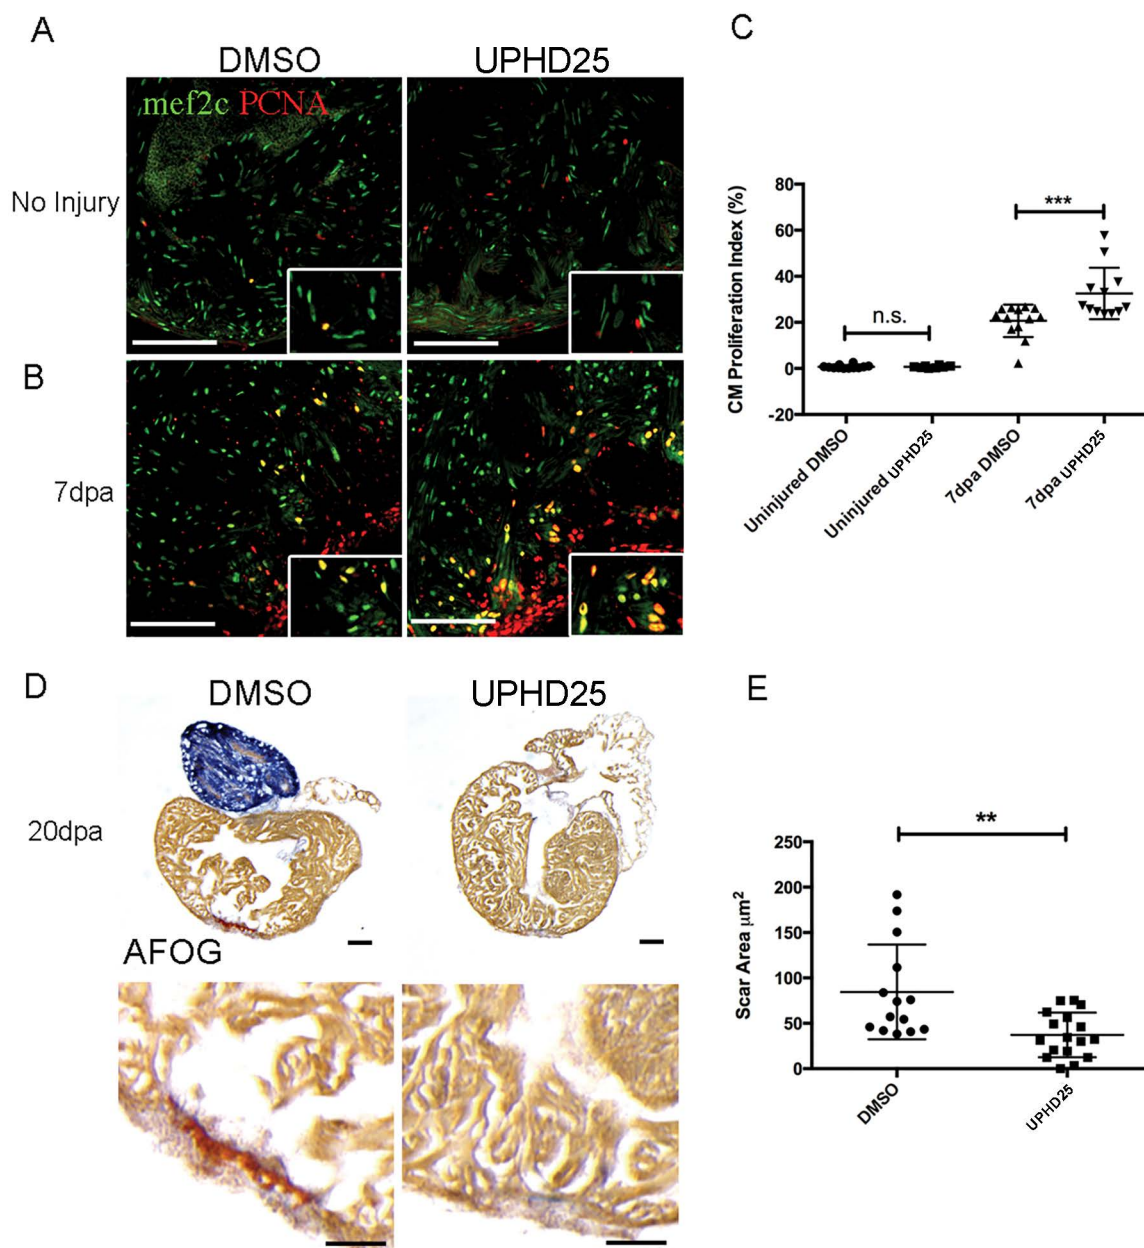 A
DMSO
UPHD25
mef2c PCNA
No Injury
B
7dpa
C
CM Proliferation Index (%)
80
60
40
20
0
-20
n.s.
***
Uninjured DMSO
Uninjured UPHD25
7dpa DMSO
7dpa UPHD25
D
DMSO
UPHD25
20dpa
AFOG
E
Scar Area μm²
250
200
150
100
50
0
**
DMSO
UPHD25